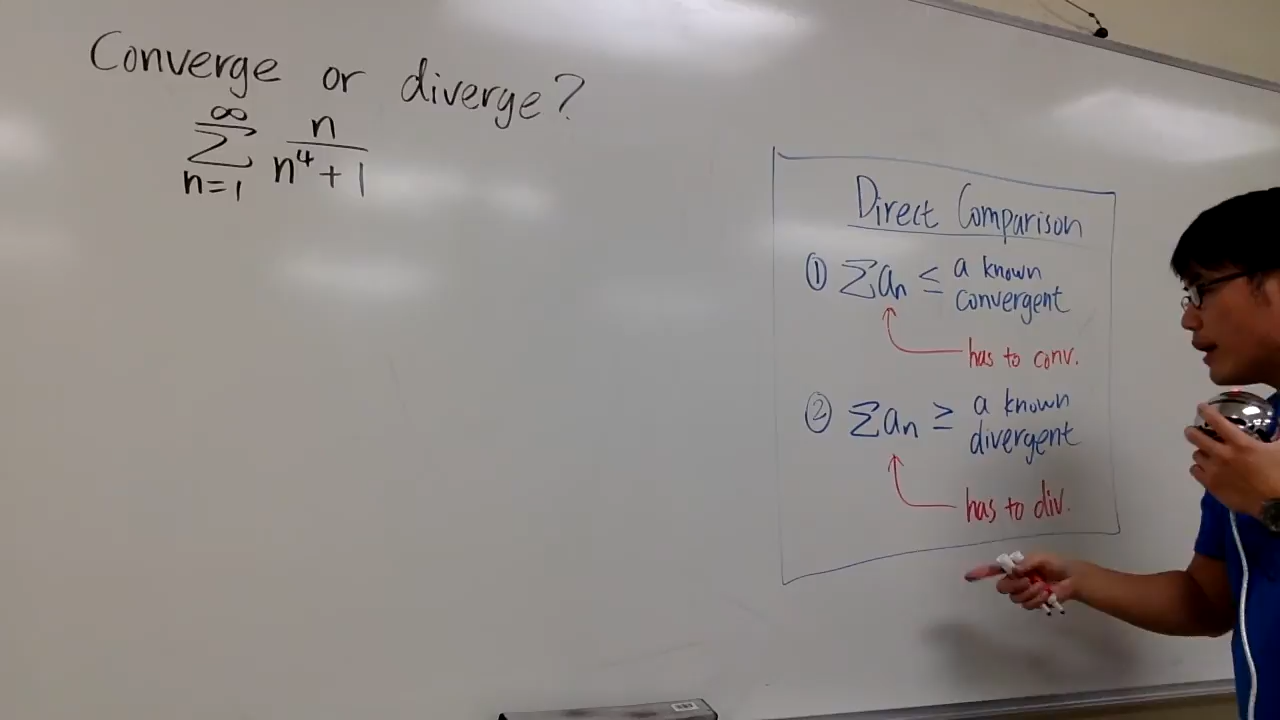 Converge or diverge?
∞
Σ n/(n⁴+1)
n=1
Direct Comparison
① Σaₙ ≤ a known
convergent
has to conv.
② Σaₙ ≥ a known
divergent
has to div.